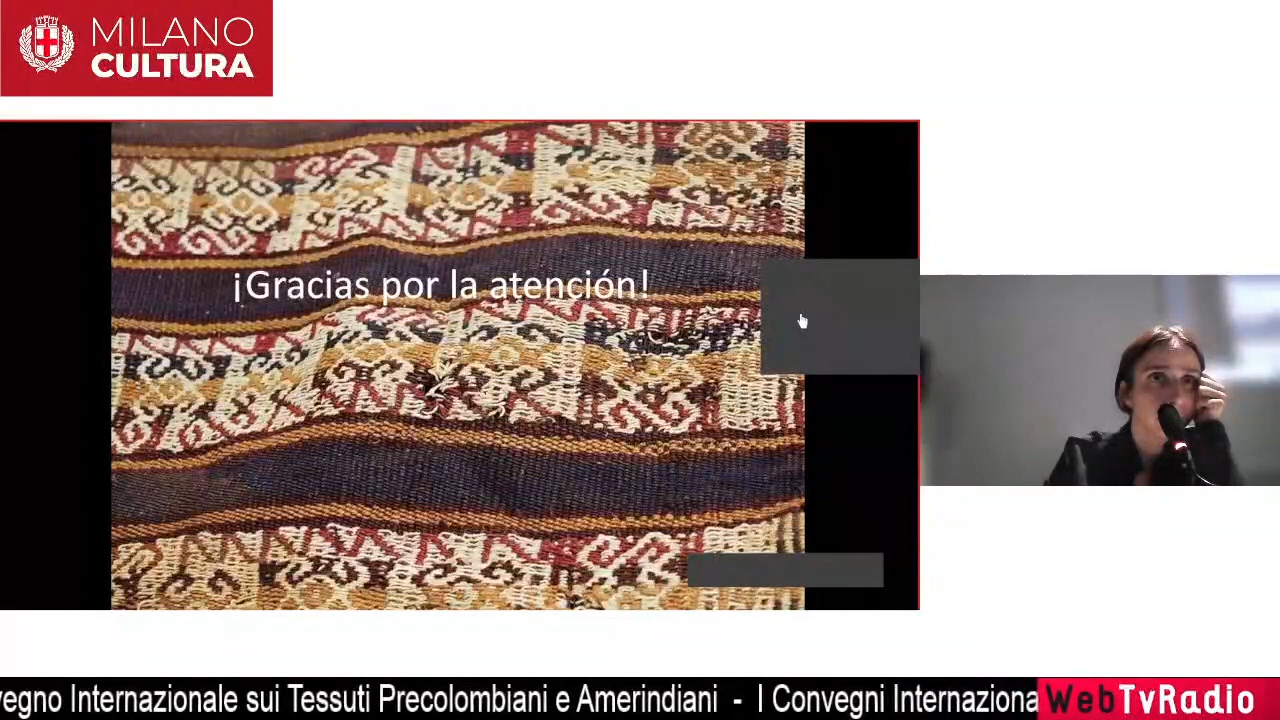 MILANO
CULTURA
¡Gracias por la atención!
vegno Internazionale sui Tessuti Precolombiani e Amerindiani - I Convegni Internaziona
WebTvRadio